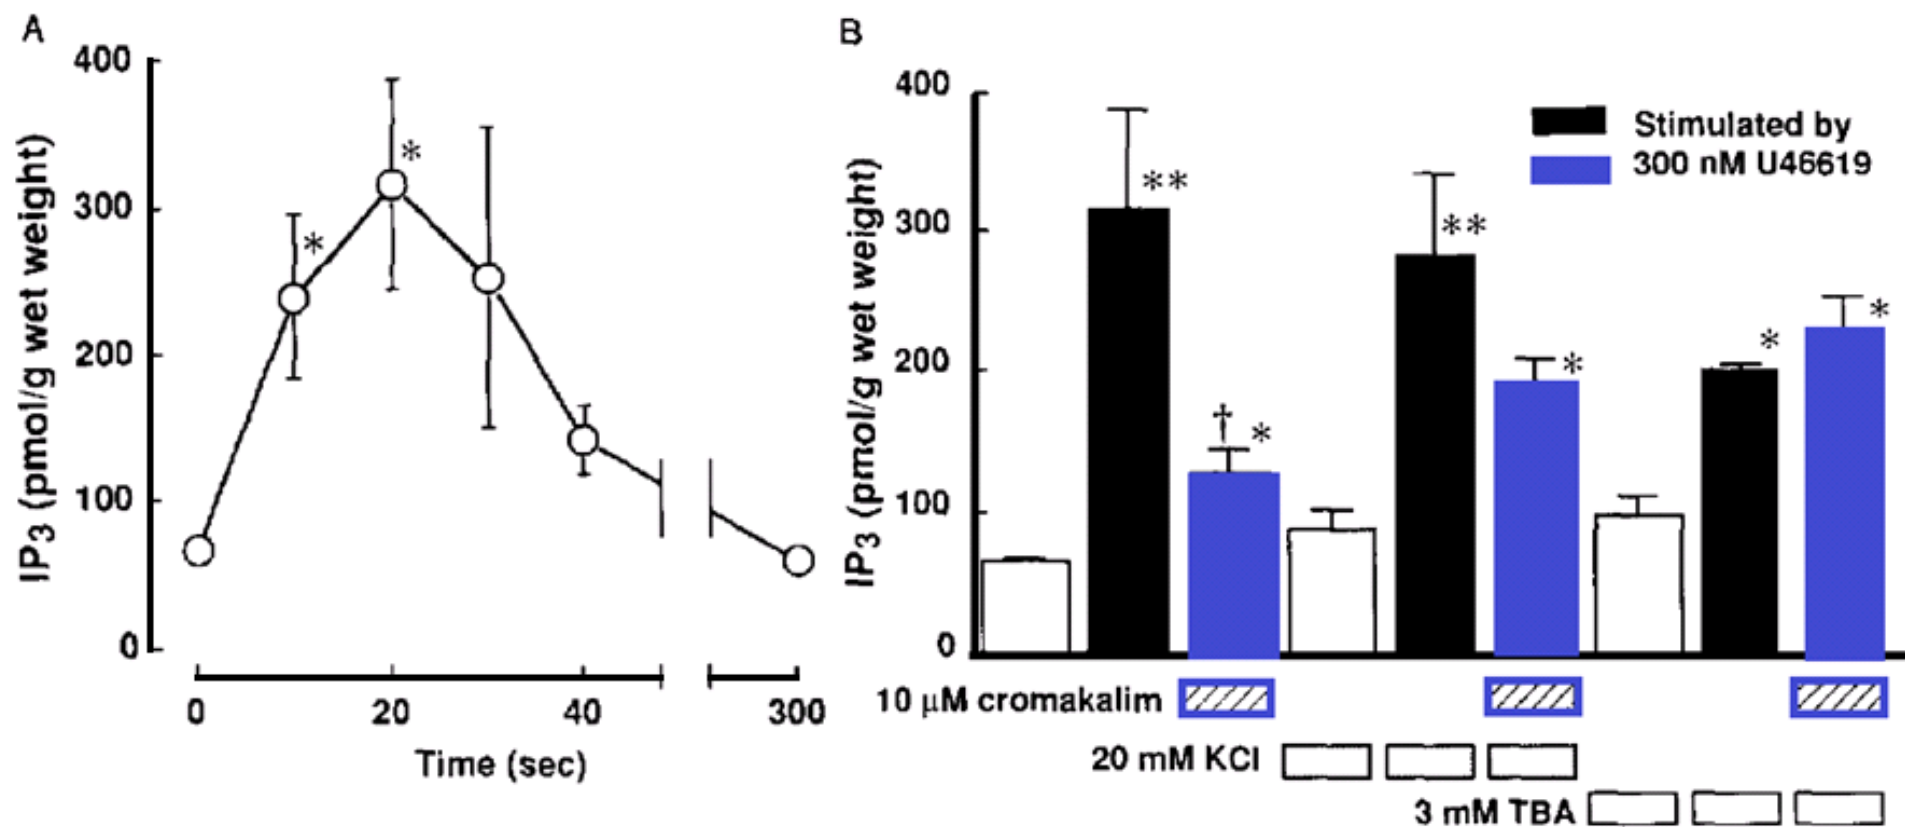 A
IP3 (pmol/g wet weight)
400
300
200
100
0
*
*
0 20 40 300
Time (sec)
B
IP3 (pmol/g wet weight)
400
300
200
100
0
Stimulated by
300 nM U46619
**
† *
**
*
*
*
10 μM cromakalim
20 mM KCl
3 mM TBA